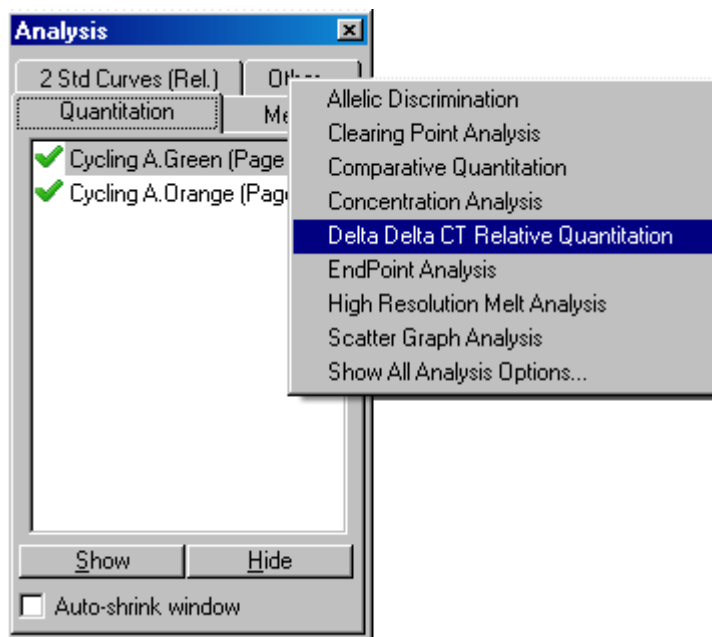 Analysis
2 Std Curves (Rel.)
Quantitation
Cycling A.Green (Page
Cycling A.Orange
Allelic Discrimination
Clearing Point Analysis
Comparative Quantitation
Concentration Analysis
Delta Delta CT Relative Quantitation
EndPoint Analysis
High Resolution Melt Analysis
Scatter Graph Analysis
Show All Analysis Options...
Show
Hide
Auto-shrink window